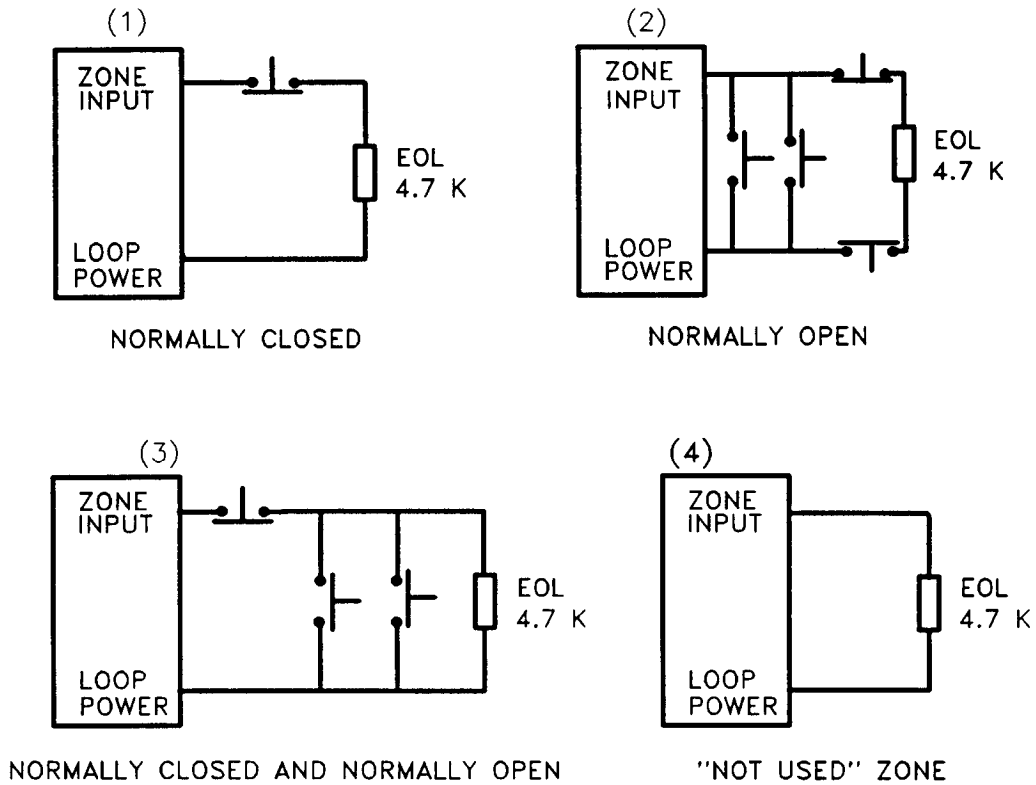 (1)
ZONE
INPUT
EOL
4.7 K
LOOP
POWER
NORMALLY CLOSED
(2)
ZONE
INPUT
EOL
4.7 K
LOOP
POWER
NORMALLY OPEN
(3)
ZONE
INPUT
EOL
4.7 K
LOOP
POWER
NORMALLY CLOSED AND NORMALLY OPEN
(4)
ZONE
INPUT
EOL
4.7 K
LOOP
POWER
"NOT USED" ZONE